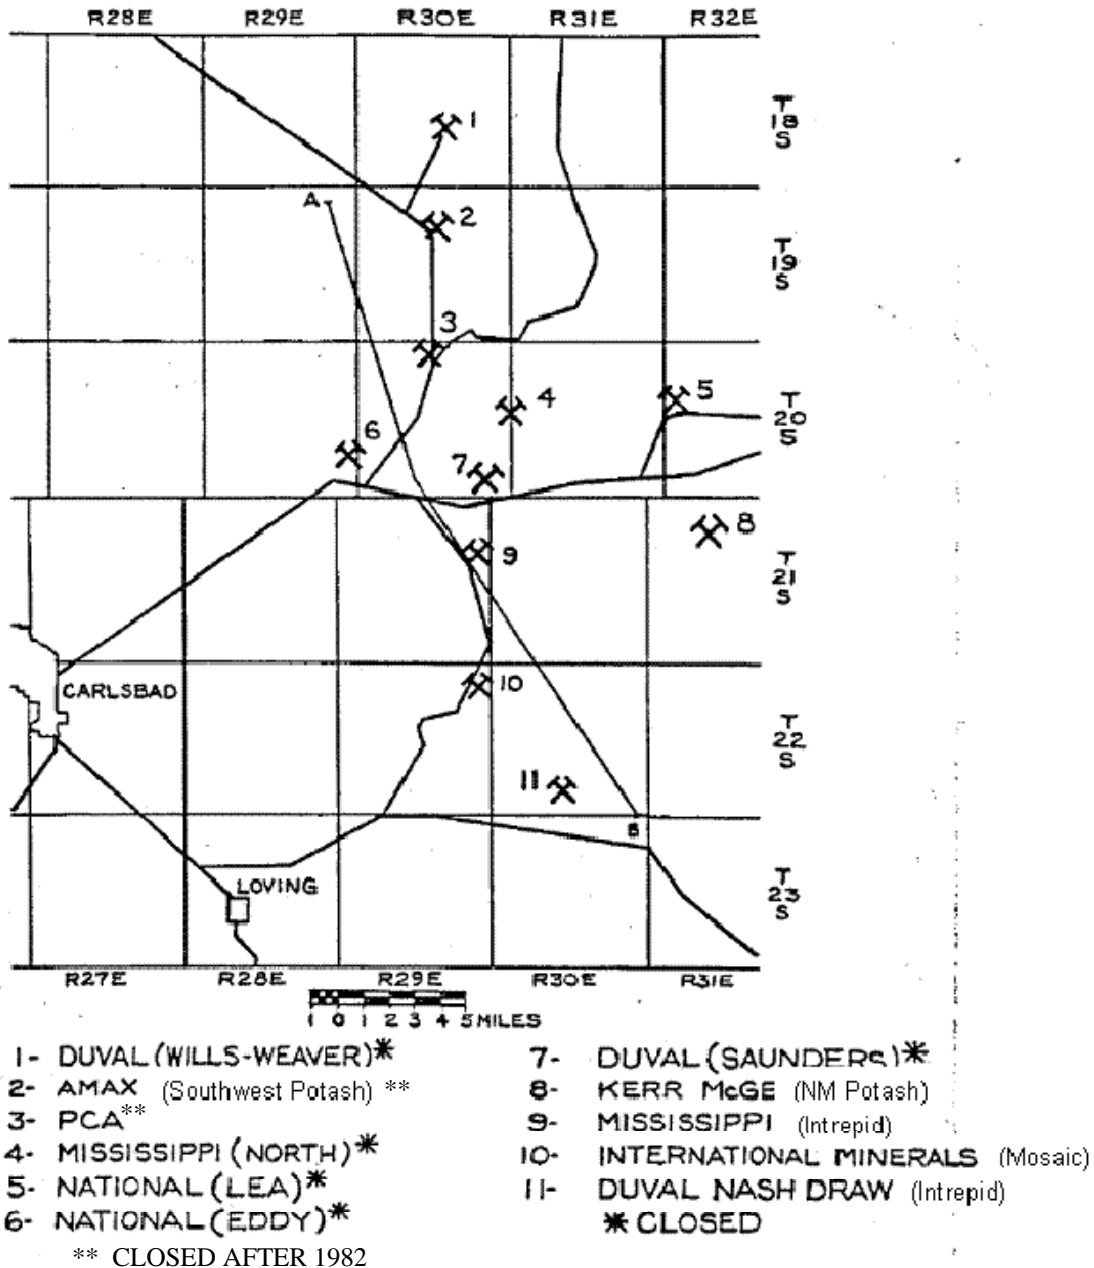 R28E R29E R30E R31E R32E
T
18
S
1
A
2
T
19
S
3
4
5
T
20
S
6
7
8
9
T
21
S
CARLSBAD
10
T
22
S
11
B
LOVING
T
23
S
R27E R28E R29E R30E R31E
1 0 1 2 3 4 5 MILES
1- DUVAL (WILLS-WEAVER)*
2- AMAX (Southwest Potash) **
3- PCA**
4- MISSISSIPPI (NORTH)*
5- NATIONAL (LEA)*
6- NATIONAL (EDDY)*
** CLOSED AFTER 1982
7- DUVAL (SAUNDERS)*
8- KERR McGE (NM Potash)
9- MISSISSIPPI (Intrepid)
10- INTERNATIONAL MINERALS (Mosaic)
11- DUVAL NASH DRAW (Intrepid)
* CLOSED